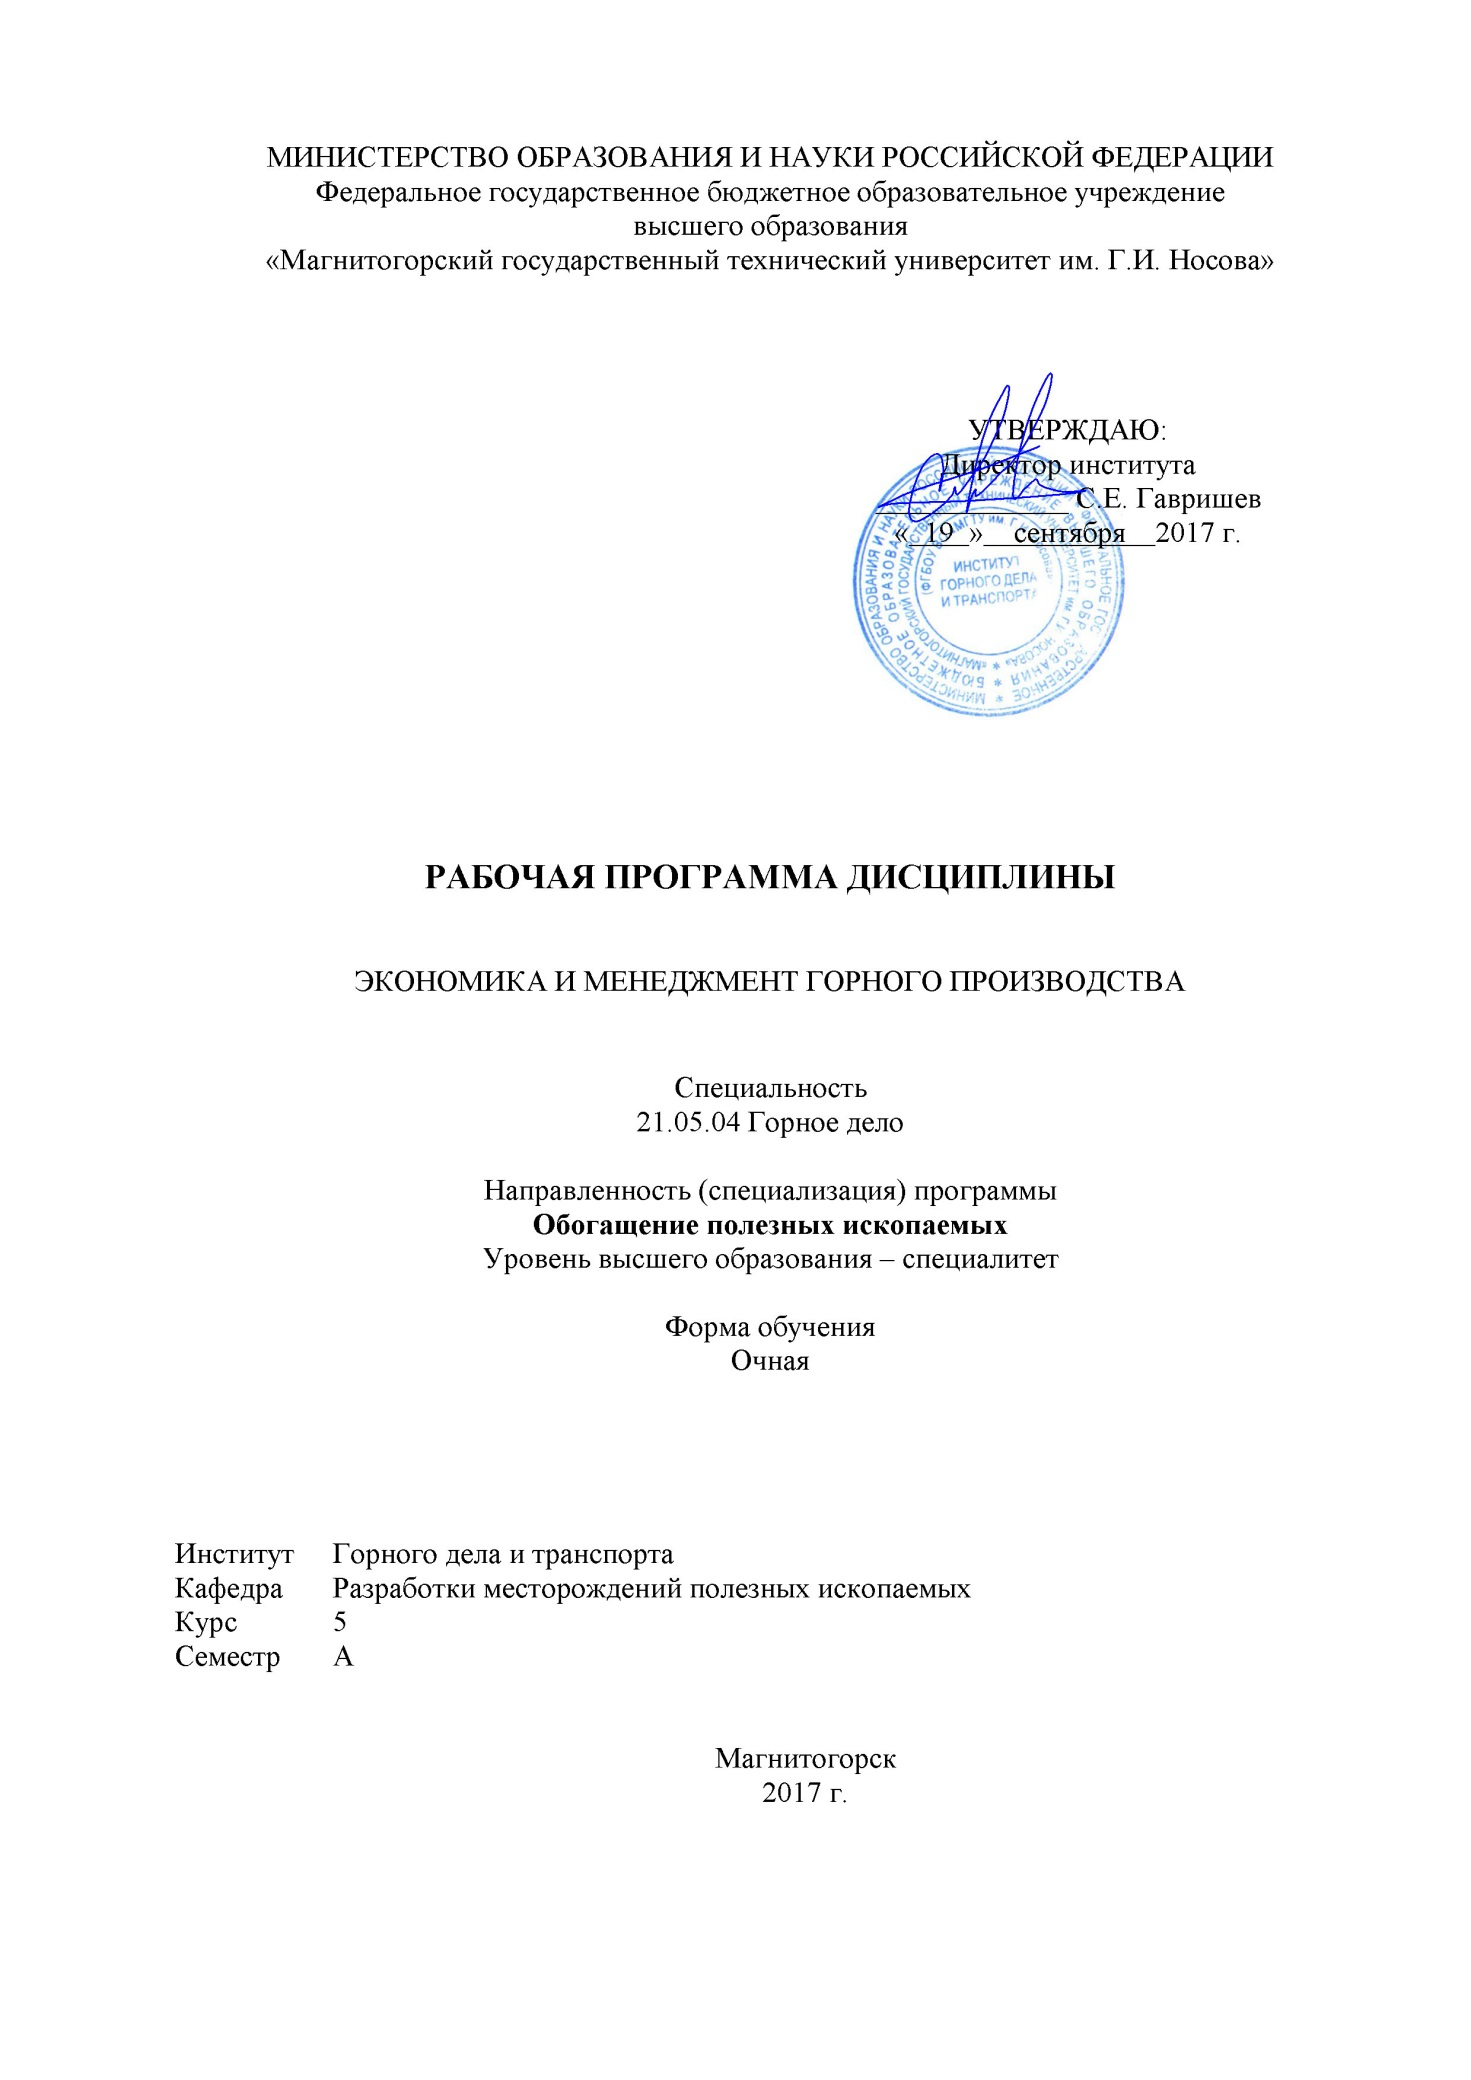 МИНИСТЕРСТВО ОБРАЗОВАНИЯ И НАУКИ РОССИЙСКОЙ ФЕДЕРАЦИИ
Федеральное государственное бюджетное образовательное учреждение
высшего образования
«Магнитогорский государственный технический университет им. Г.И. Носова»
УТВЕРЖДАЮ:
Директор института
С.Е. Гавришев
«_19_»__сентября__2017 г.
ИНСТИТУТ
ГОРНОГО ДЕЛА
И ТРАНСПОРТА
РАБОЧАЯ ПРОГРАММА ДИСЦИПЛИНЫ
ЭКОНОМИКА И МЕНЕДЖМЕНТ ГОРНОГО ПРОИЗВОДСТВА
Специальность
21.05.04 Горное дело
Направленность (специализация) программы
Обогащение полезных ископаемых
Уровень высшего образования – специалитет
Форма обучения
Очная
Институт Горного дела и транспорта
Кафедра Разработки месторождений полезных ископаемых
Курс 5
Семестр А
Магнитогорск
2017 г.